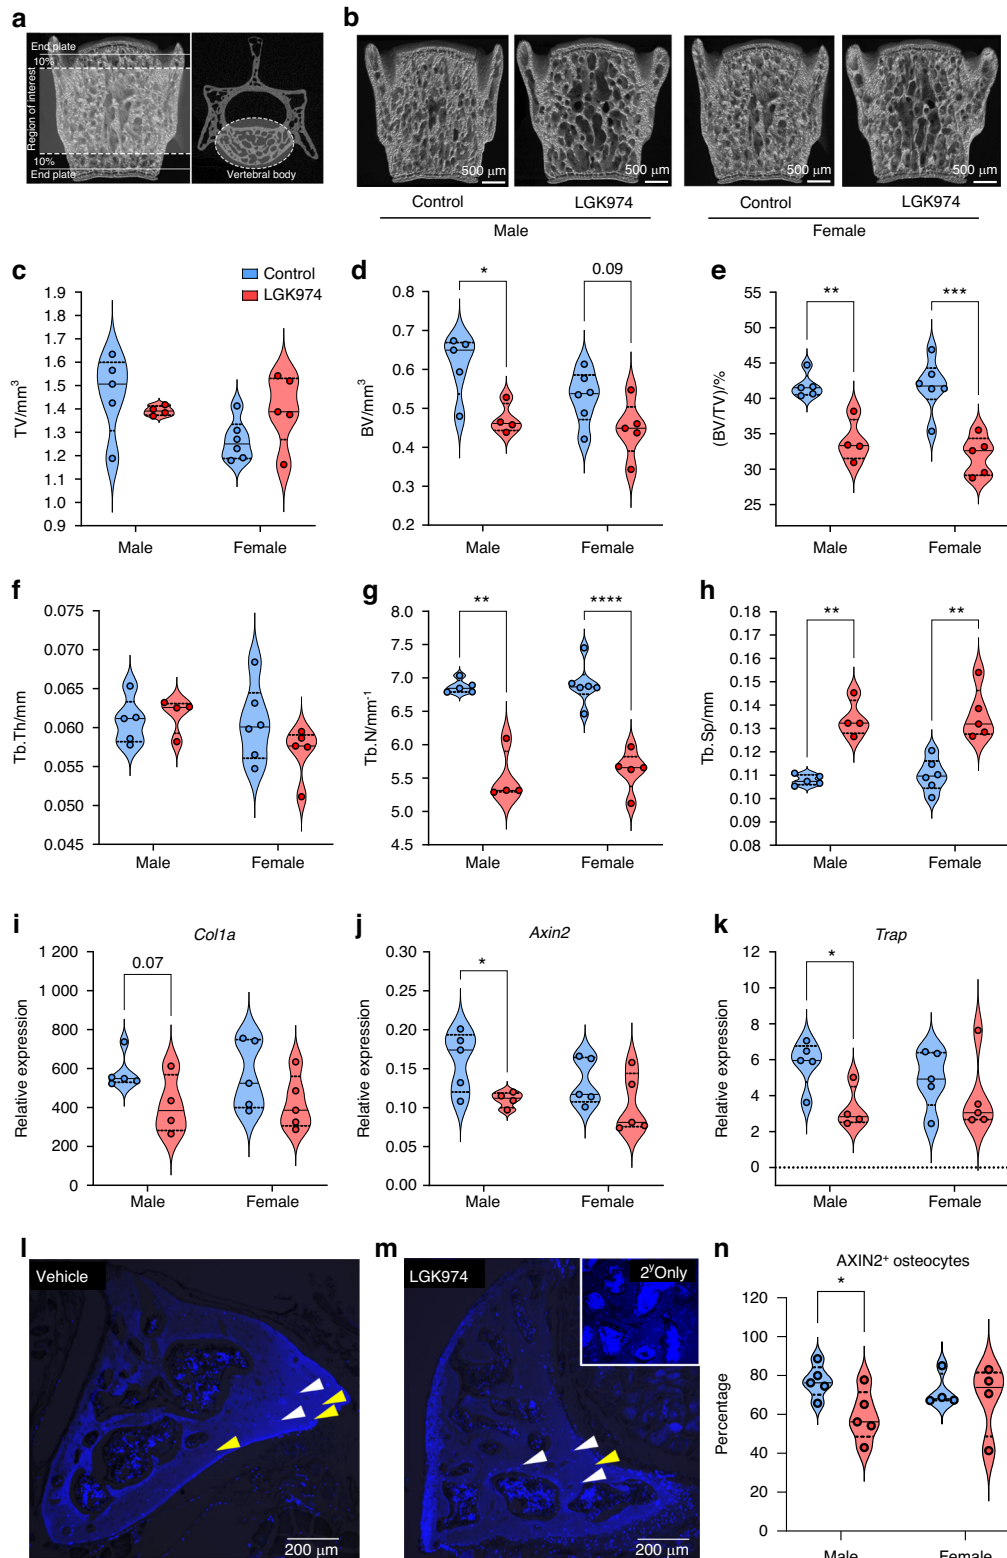 a
End plate
10%
Region of interest
10%
End plate
Vertebral body
b
500 µm
500 µm
500 µm
500 µm
Control
LGK974
Control
LGK974
Male
Female
c
Control
LGK974
TV/mm³
1.9
1.8
1.7
1.6
1.5
1.4
1.3
1.2
1.1
1.0
0.9
Male
Female
d
*
0.09
BV/mm³
0.8
0.7
0.6
0.5
0.4
0.3
0.2
Male
Female
e
**
***
(BV/TV)/%
55
50
45
40
35
30
25
Male
Female
f
Tb.Th/mm
0.075
0.070
0.065
0.060
0.055
0.050
0.045
Male
Female
g
**
****
Tb.N/mm⁻¹
8.0
7.5
7.0
6.5
6.0
5.5
5.0
4.5
Male
Female
h
**
**
Tb.Sp/mm
0.18
0.16
0.15
0.14
0.13
0.11
0.10
0.09
0.08
Male
Female
i
Col1a
0.07
Relative expression
1 200
1 000
800
600
400
200
0
Male
Female
j
Axin2
*
Relative expression
0.30
0.25
0.20
0.15
0.10
0.05
0.00
Male
Female
k
Trap
*
Relative expression
12
10
8
6
4
2
0
Male
Female
l
Vehicle
200 µm
m
LGK974
2ʸOnly
200 µm
n
AXIN2⁺ osteocytes
*
Percentage
120
100
80
60
40
20
0
Male
Female